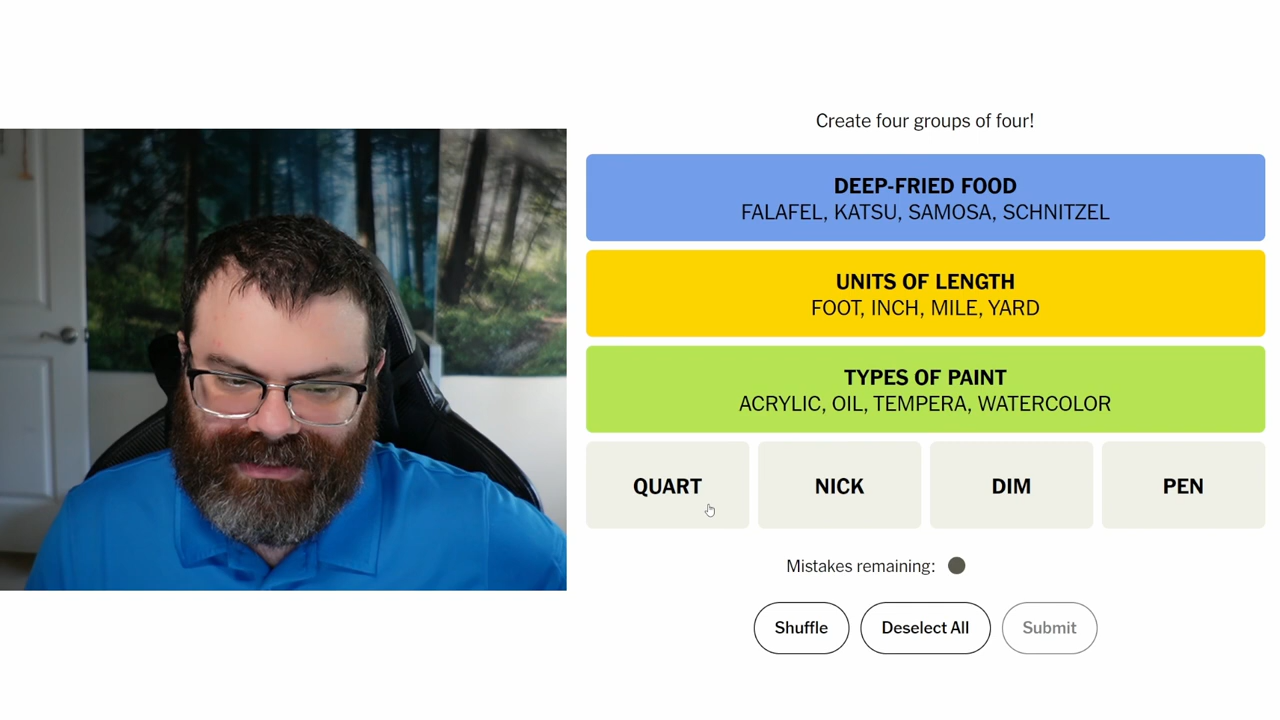 Create four groups of four!
DEEP-FRIED FOOD
FALAFEL, KATSU, SAMOSA, SCHNITZEL
UNITS OF LENGTH
FOOT, INCH, MILE, YARD
TYPES OF PAINT
ACRYLIC, OIL, TEMPERA, WATERCOLOR
QUART NICK DIM PEN
Mistakes remaining:
Shuffle Deselect All Submit